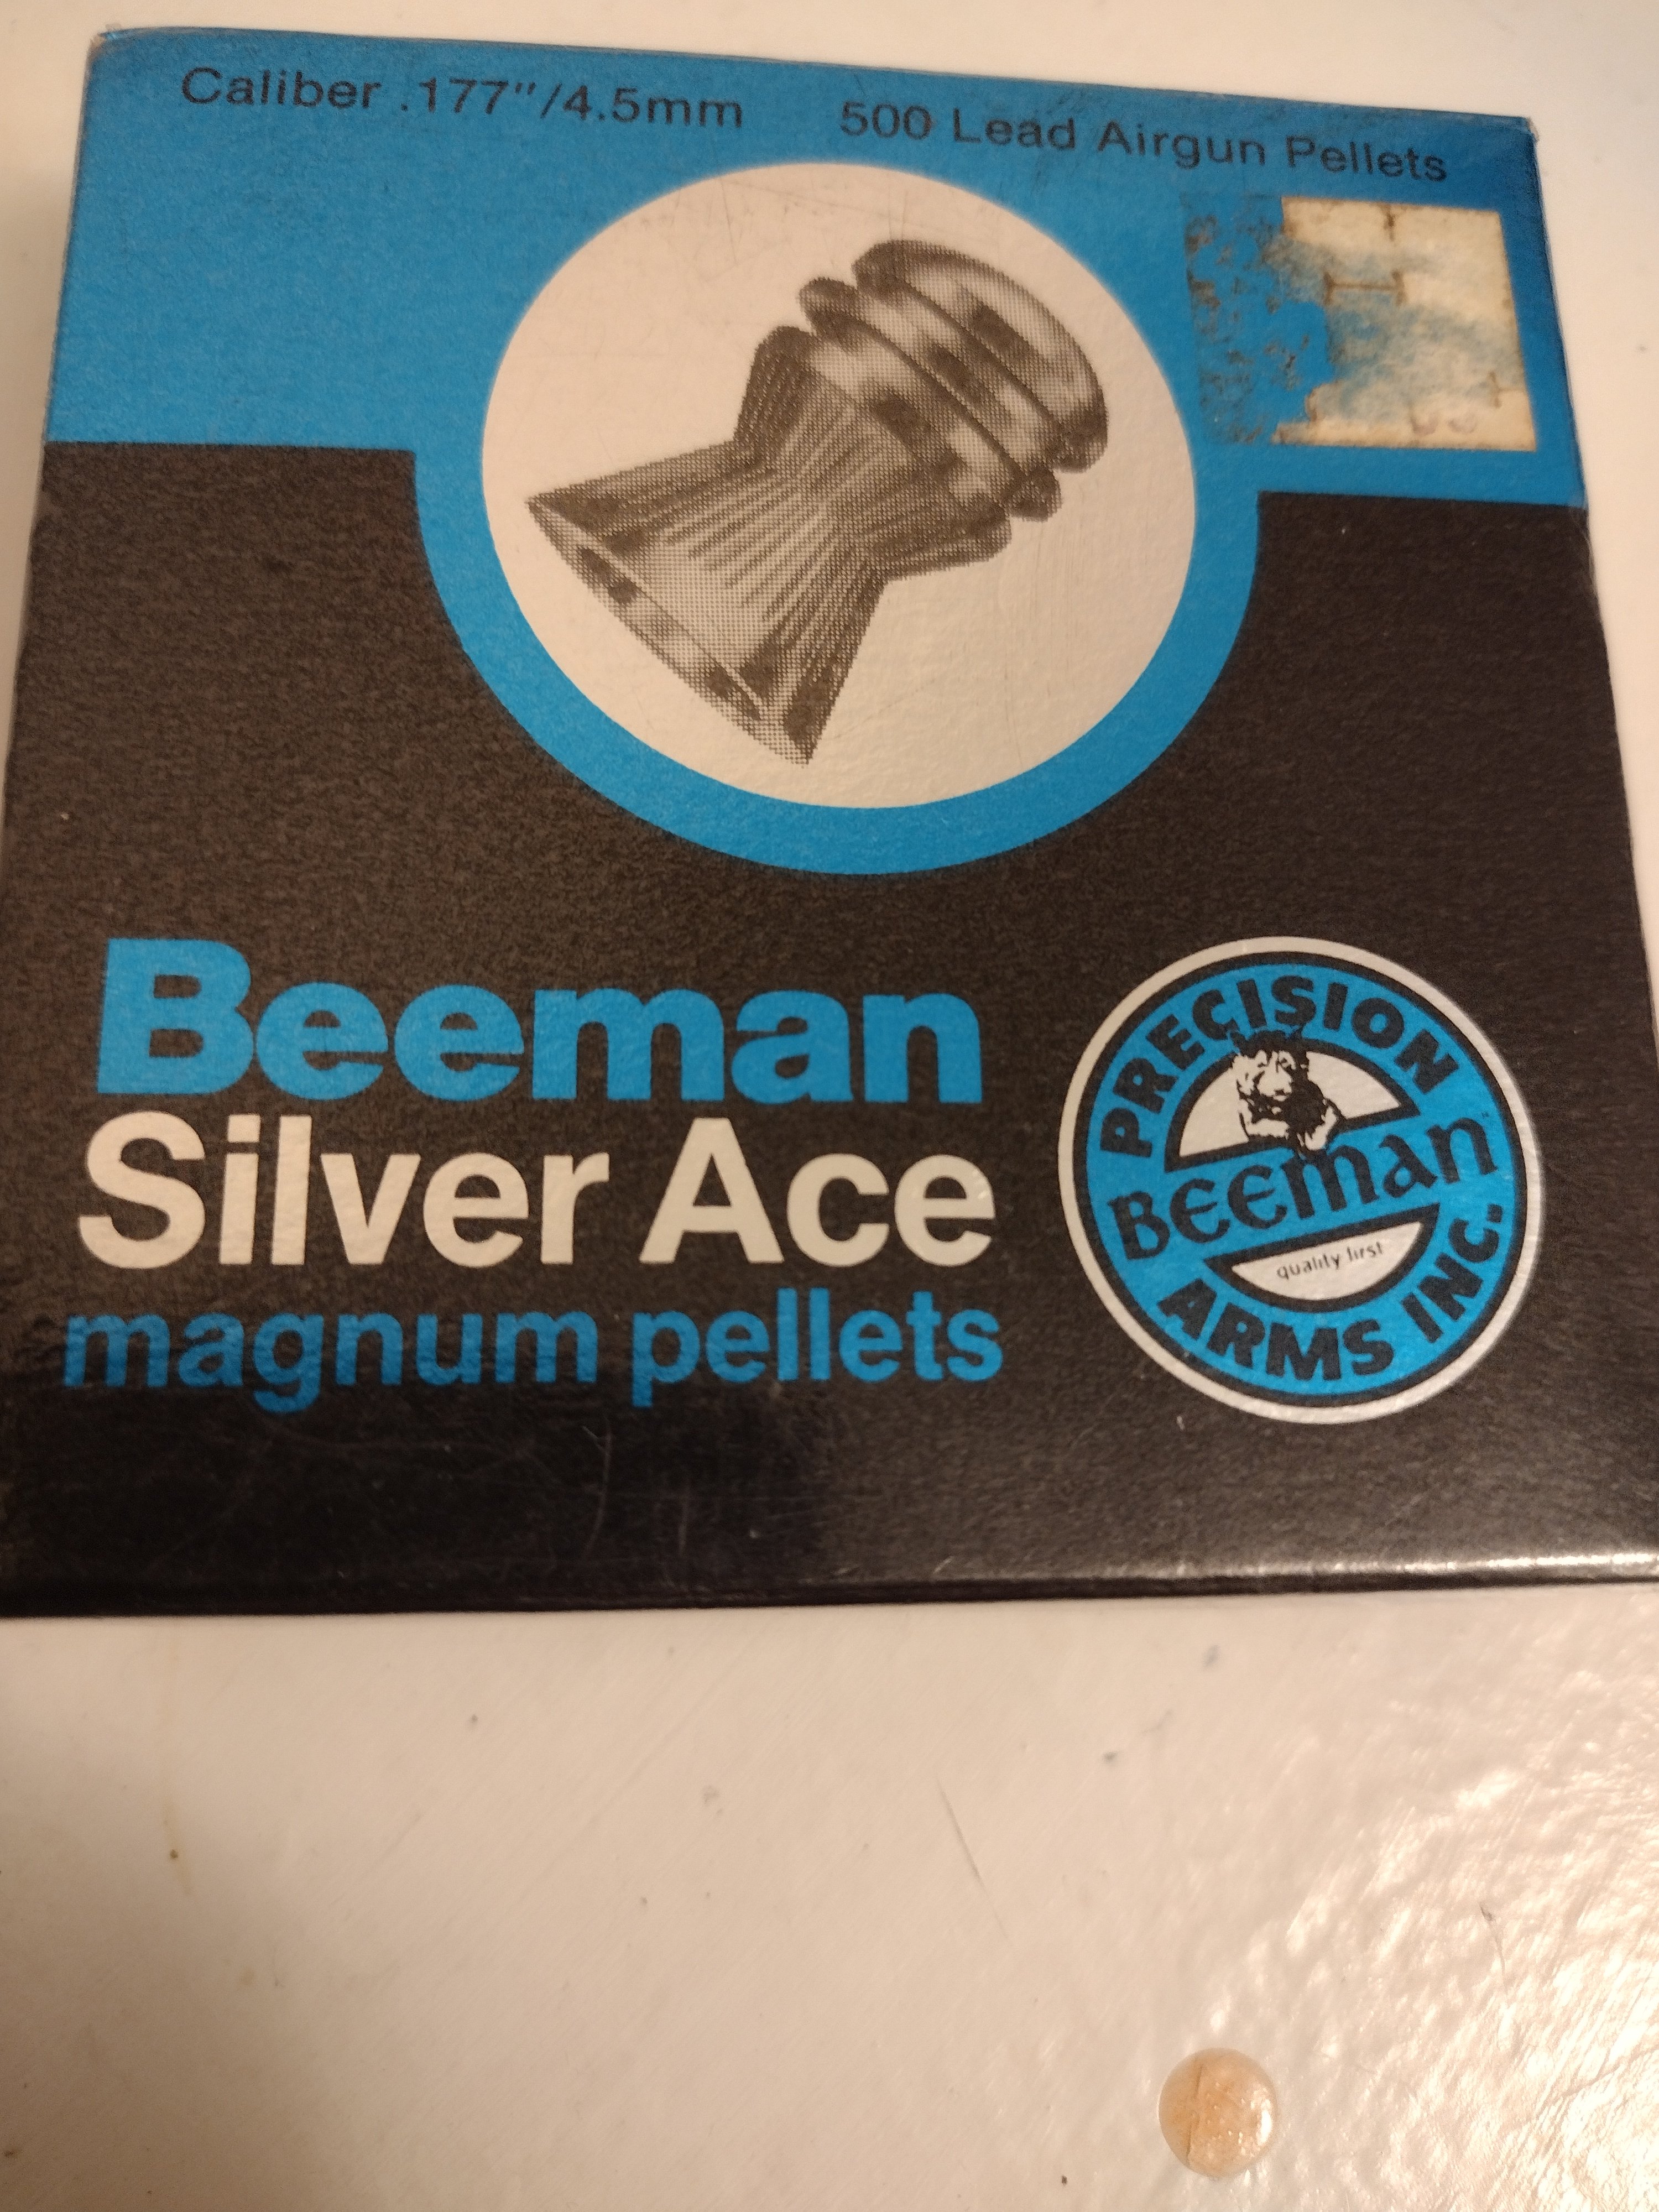 Caliber .177"/4.5mm 500 Lead Airgun Pellets
Beeman
Silver Ace
magnum pellets
PRECISION
BEEMAN
quality first
ARMS INC.